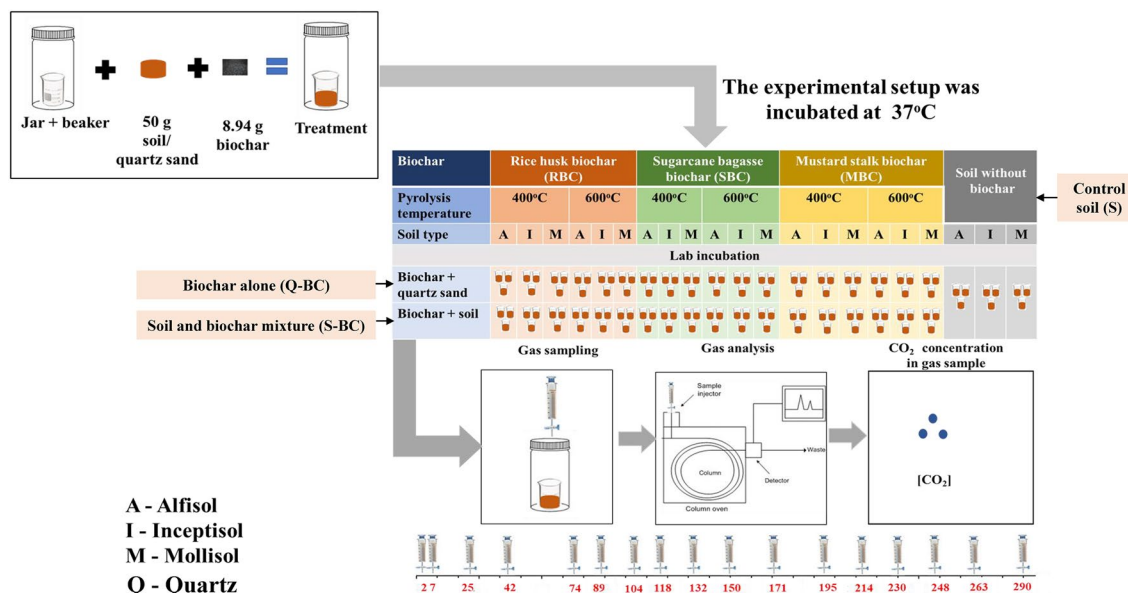 Jar + beaker
50 g
soil/
quartz sand
8.94 g
biochar
Treatment
The experimental setup was
incubated at 37°C
Biochar
Rice husk biochar
(RBC)
Sugarcane bagasse
biochar (SBC)
Mustard stalk biochar
(MBC)
Soil without
biochar
Control
soil (S)
Pyrolysis
temperature
400°C
600°C
400°C
600°C
400°C
600°C
Soil type
A I M A I M A I M A I M A I M A I M A I M
Lab incubation
Biochar alone (Q-BC)
Biochar +
quartz sand
Soil and biochar mixture (S-BC)
Biochar + soil
Gas sampling
Gas analysis
CO₂ concentration
in gas sample
Sample
injector
Waste
Column
Detector
Column oven
[CO₂]
A - Alfisol
I - Inceptisol
M - Mollisol
O - Quartz
2 7 25 42 74 89 104 118 132 150 171 195 214 230 248 263 290